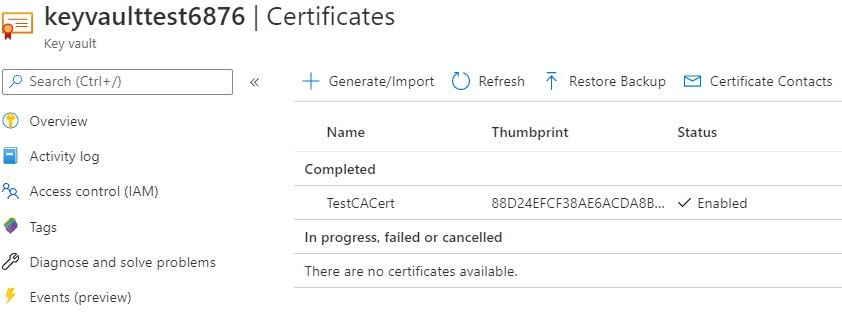 keyvaulttest6876 | Certificates
Key vault
Search (Ctrl+/)
«
Generate/Import Refresh Restore Backup Certificate Contacts
Overview
Activity log
Access control (IAM)
Tags
Diagnose and solve problems
Events (preview)
Name Thumbprint Status
Completed
TestCACert 88D24EFCF38AE6ACDA8B... Enabled
In progress, failed or cancelled
There are no certificates available.